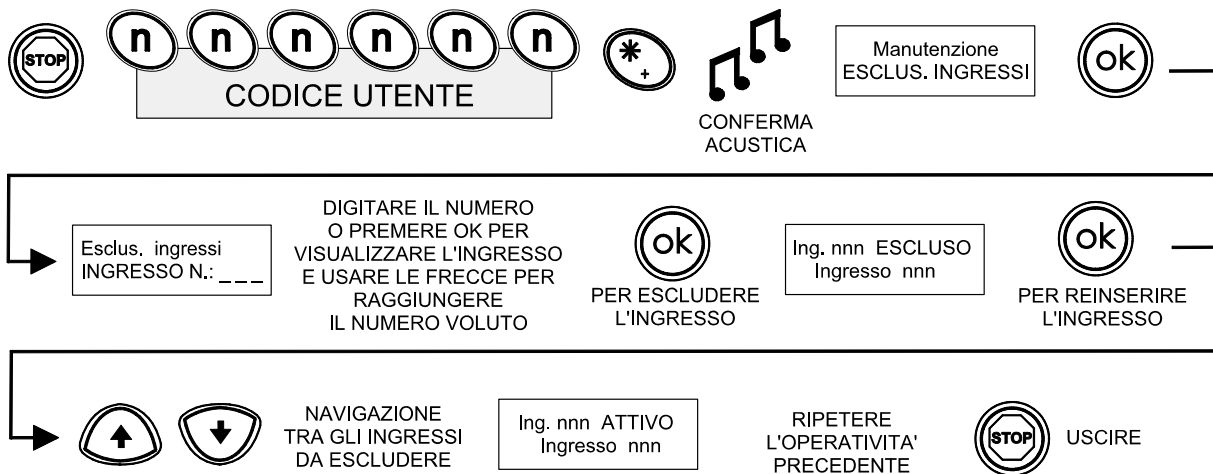 STOP
n n n n n n
CODICE UTENTE
* +
CONFERMA
ACUSTICA
Manutenzione
ESCLUS. INGRESSI
ok
Esclus. ingressi
INGRESSO N.: _ _ _
DIGITARE IL NUMERO
O PREMERE OK PER
VISUALIZZARE L'INGRESSO
E USARE LE FRECCE PER
RAGGIUNGERE
IL NUMERO VOLUTO
ok
PER ESCLUDERE
L'INGRESSO
Ing. nnn ESCLUSO
Ingresso nnn
ok
PER REINSERIRE
L'INGRESSO
NAVIGAZIONE
TRA GLI INGRESSI
DA ESCLUDERE
Ing. nnn ATTIVO
Ingresso nnn
RIPETERE
L'OPERATIVITA'
PRECEDENTE
STOP
USCIRE